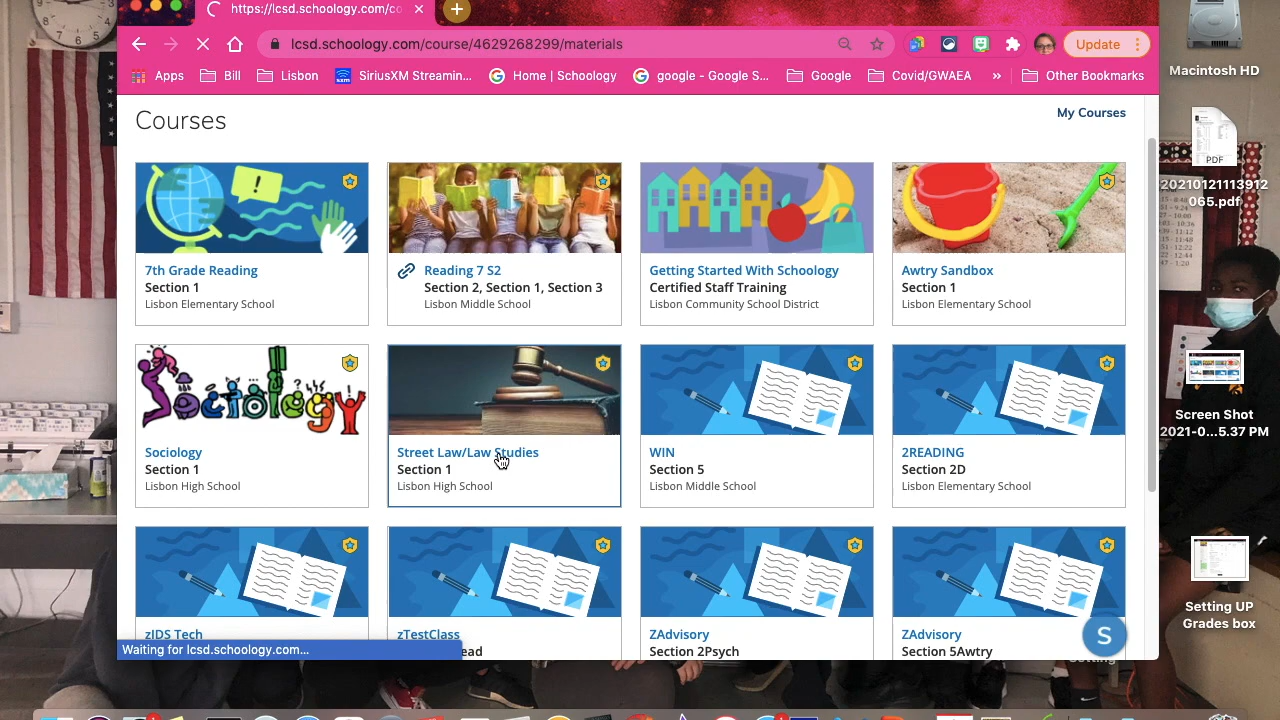 https://lcsd.schoology.com/co
lcsd.schoology.com/course/4629268299/materials
Update
Apps
Bill
Lisbon
SiriusXM Streamin...
Home | Schoology
google - Google S...
Google
Covid/GWAEA
»
Other Bookmarks
Courses
My Courses
7th Grade Reading
Section 1
Lisbon Elementary School
Reading 7 S2
Section 2, Section 1, Section 3
Lisbon Middle School
Getting Started With Schoology
Certified Staff Training
Lisbon Community School District
Awtry Sandbox
Section 1
Lisbon Elementary School
Sociology
Sociology
Section 1
Lisbon High School
Street Law/Law Studies
Section 1
Lisbon High School
WIN
Section 5
Lisbon Middle School
2READING
Section 2D
Lisbon Elementary School
zIDS Tech
zTestClass
ead
ZAdvisory
Section 2Psych
ZAdvisory
Section 5Awtry
S
Waiting for lcsd.schoology.com...
Macintosh HD
PDF
20210121113912
065.pdf
Screen Shot
2021-0...5.37 PM
Setting UP
Grades box